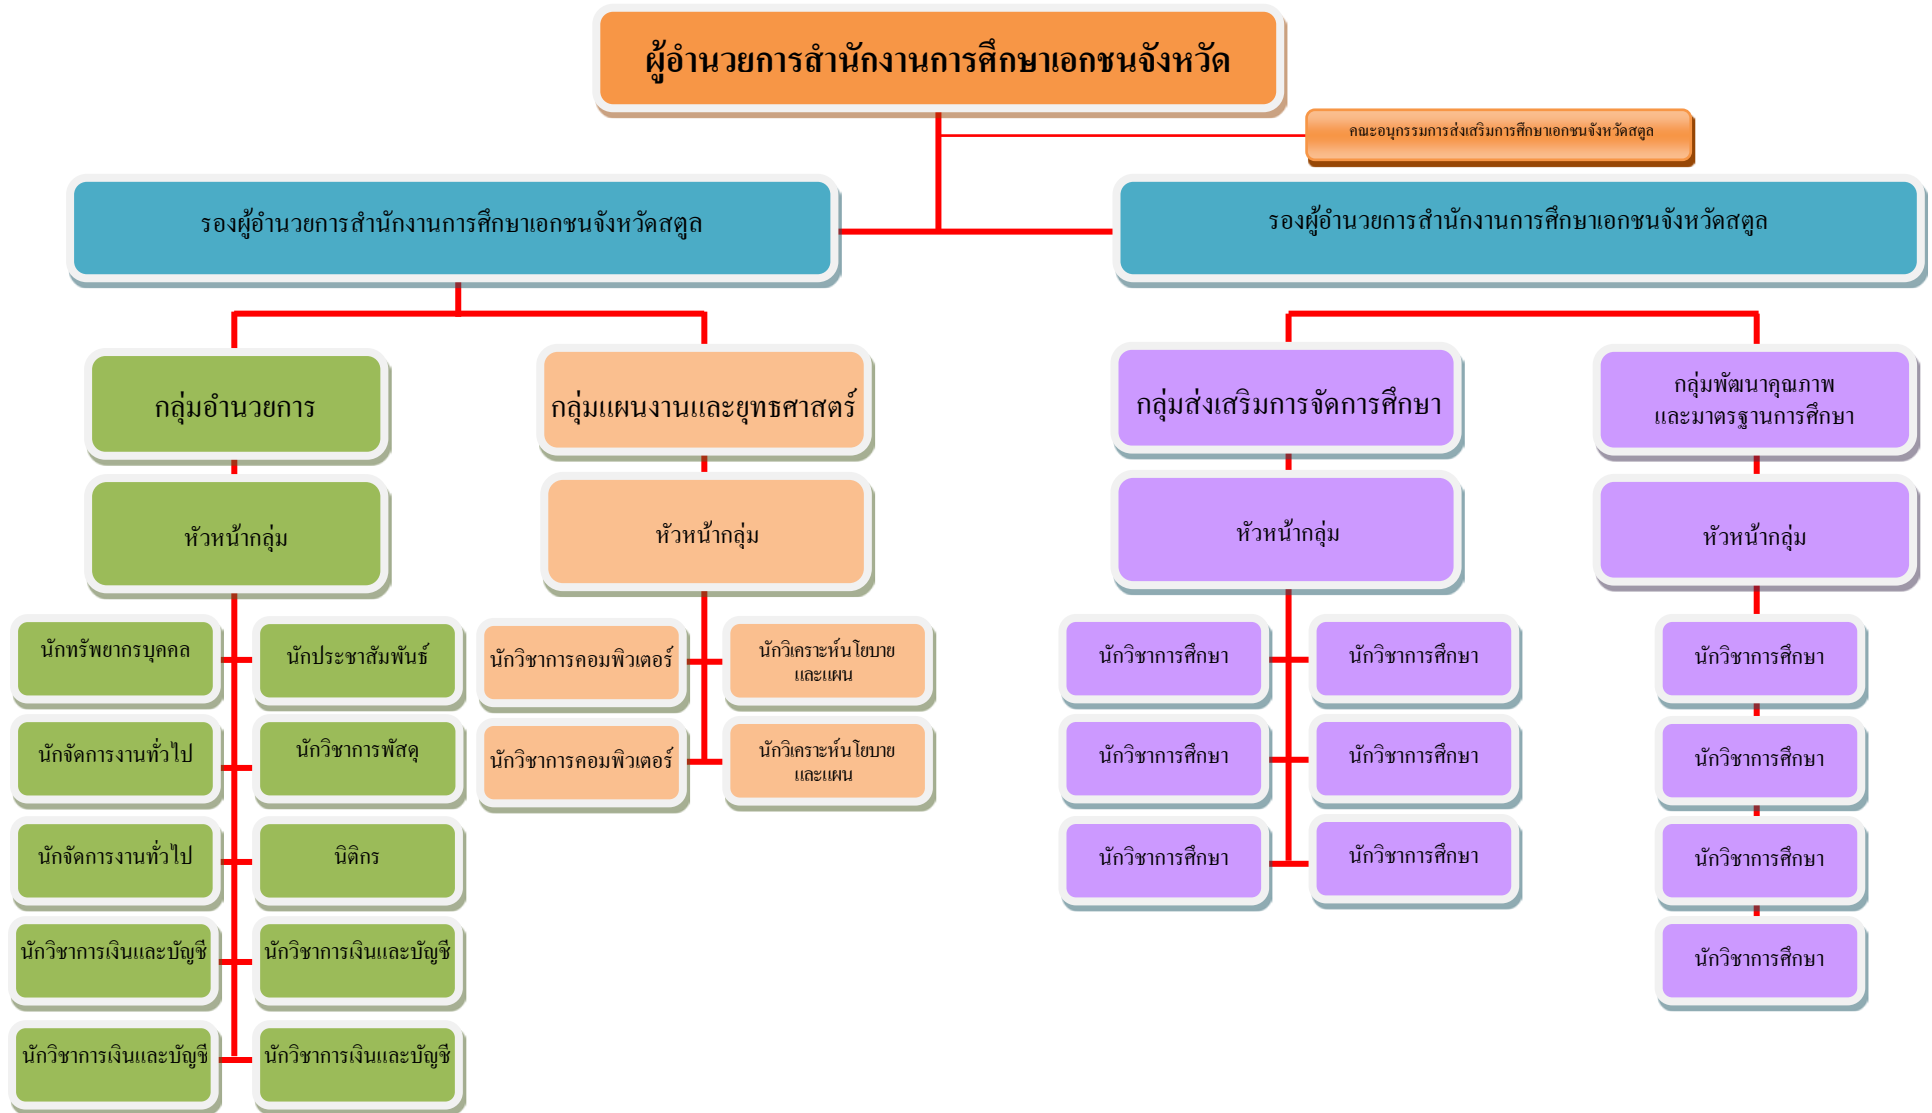 ผู้อำนวยการสำนักงานการศึกษาเอกชนจังหวัด
คณะอนุกรรมการส่งเสริมการศึกษาเอกชนจังหวัดสตูล
รองผู้อำนวยการสำนักงานการศึกษาเอกชนจังหวัดสตูล
รองผู้อำนวยการสำนักงานการศึกษาเอกชนจังหวัดสตูล
กลุ่มอำนวยการ
กลุ่มแผนงานและยุทธศาสตร์
กลุ่มส่งเสริมการจัดการศึกษา
กลุ่มพัฒนาคุณภาพ
และมาตรฐานการศึกษา
หัวหน้ากลุ่ม
หัวหน้ากลุ่ม
หัวหน้ากลุ่ม
หัวหน้ากลุ่ม
นักทรัพยากรบุคคล
นักประชาสัมพันธ์
นักจัดการงานทั่วไป
นักวิชาการพัสดุ
นักจัดการงานทั่วไป
นิติกร
นักวิชาการเงินและบัญชี
นักวิชาการเงินและบัญชี
นักวิชาการเงินและบัญชี
นักวิชาการเงินและบัญชี
นักวิชาการคอมพิวเตอร์
นักวิเคราะห์นโยบาย
และแผน
นักวิชาการคอมพิวเตอร์
นักวิเคราะห์นโยบาย
และแผน
นักวิชาการศึกษา
นักวิชาการศึกษา
นักวิชาการศึกษา
นักวิชาการศึกษา
นักวิชาการศึกษา
นักวิชาการศึกษา
นักวิชาการศึกษา
นักวิชาการศึกษา
นักวิชาการศึกษา
นักวิชาการศึกษา